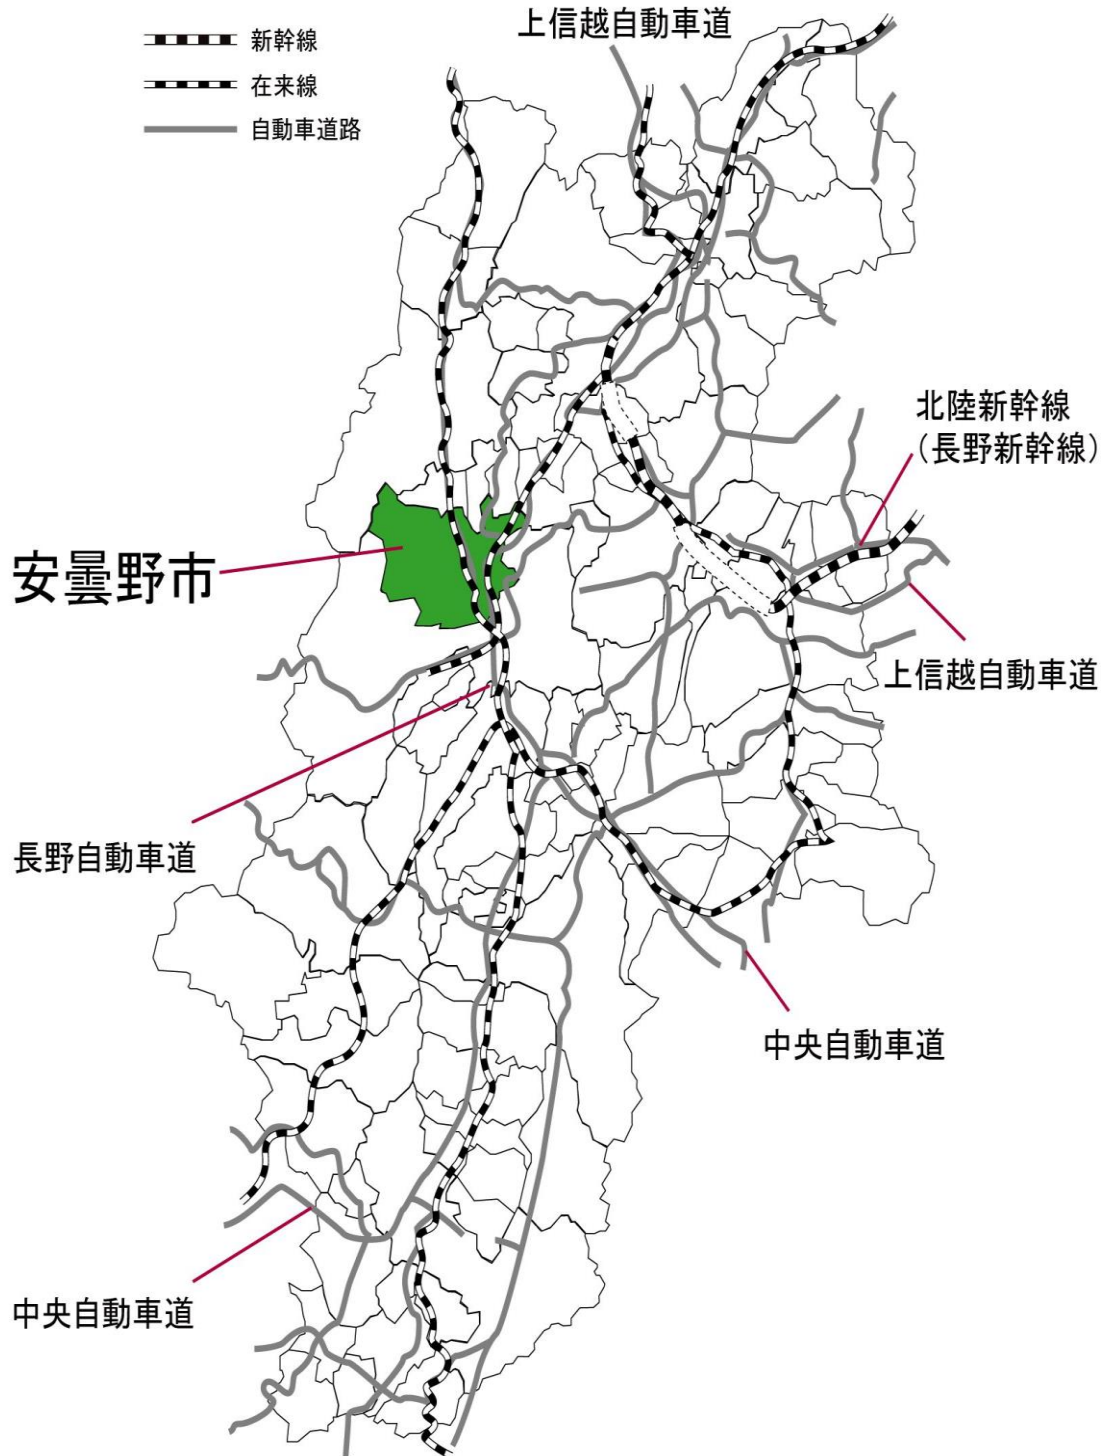 上信越自動車道
新幹線
在来線
自動車道路
北陸新幹線
（長野新幹線）
安曇野市
上信越自動車道
長野自動車道
中央自動車道
中央自動車道